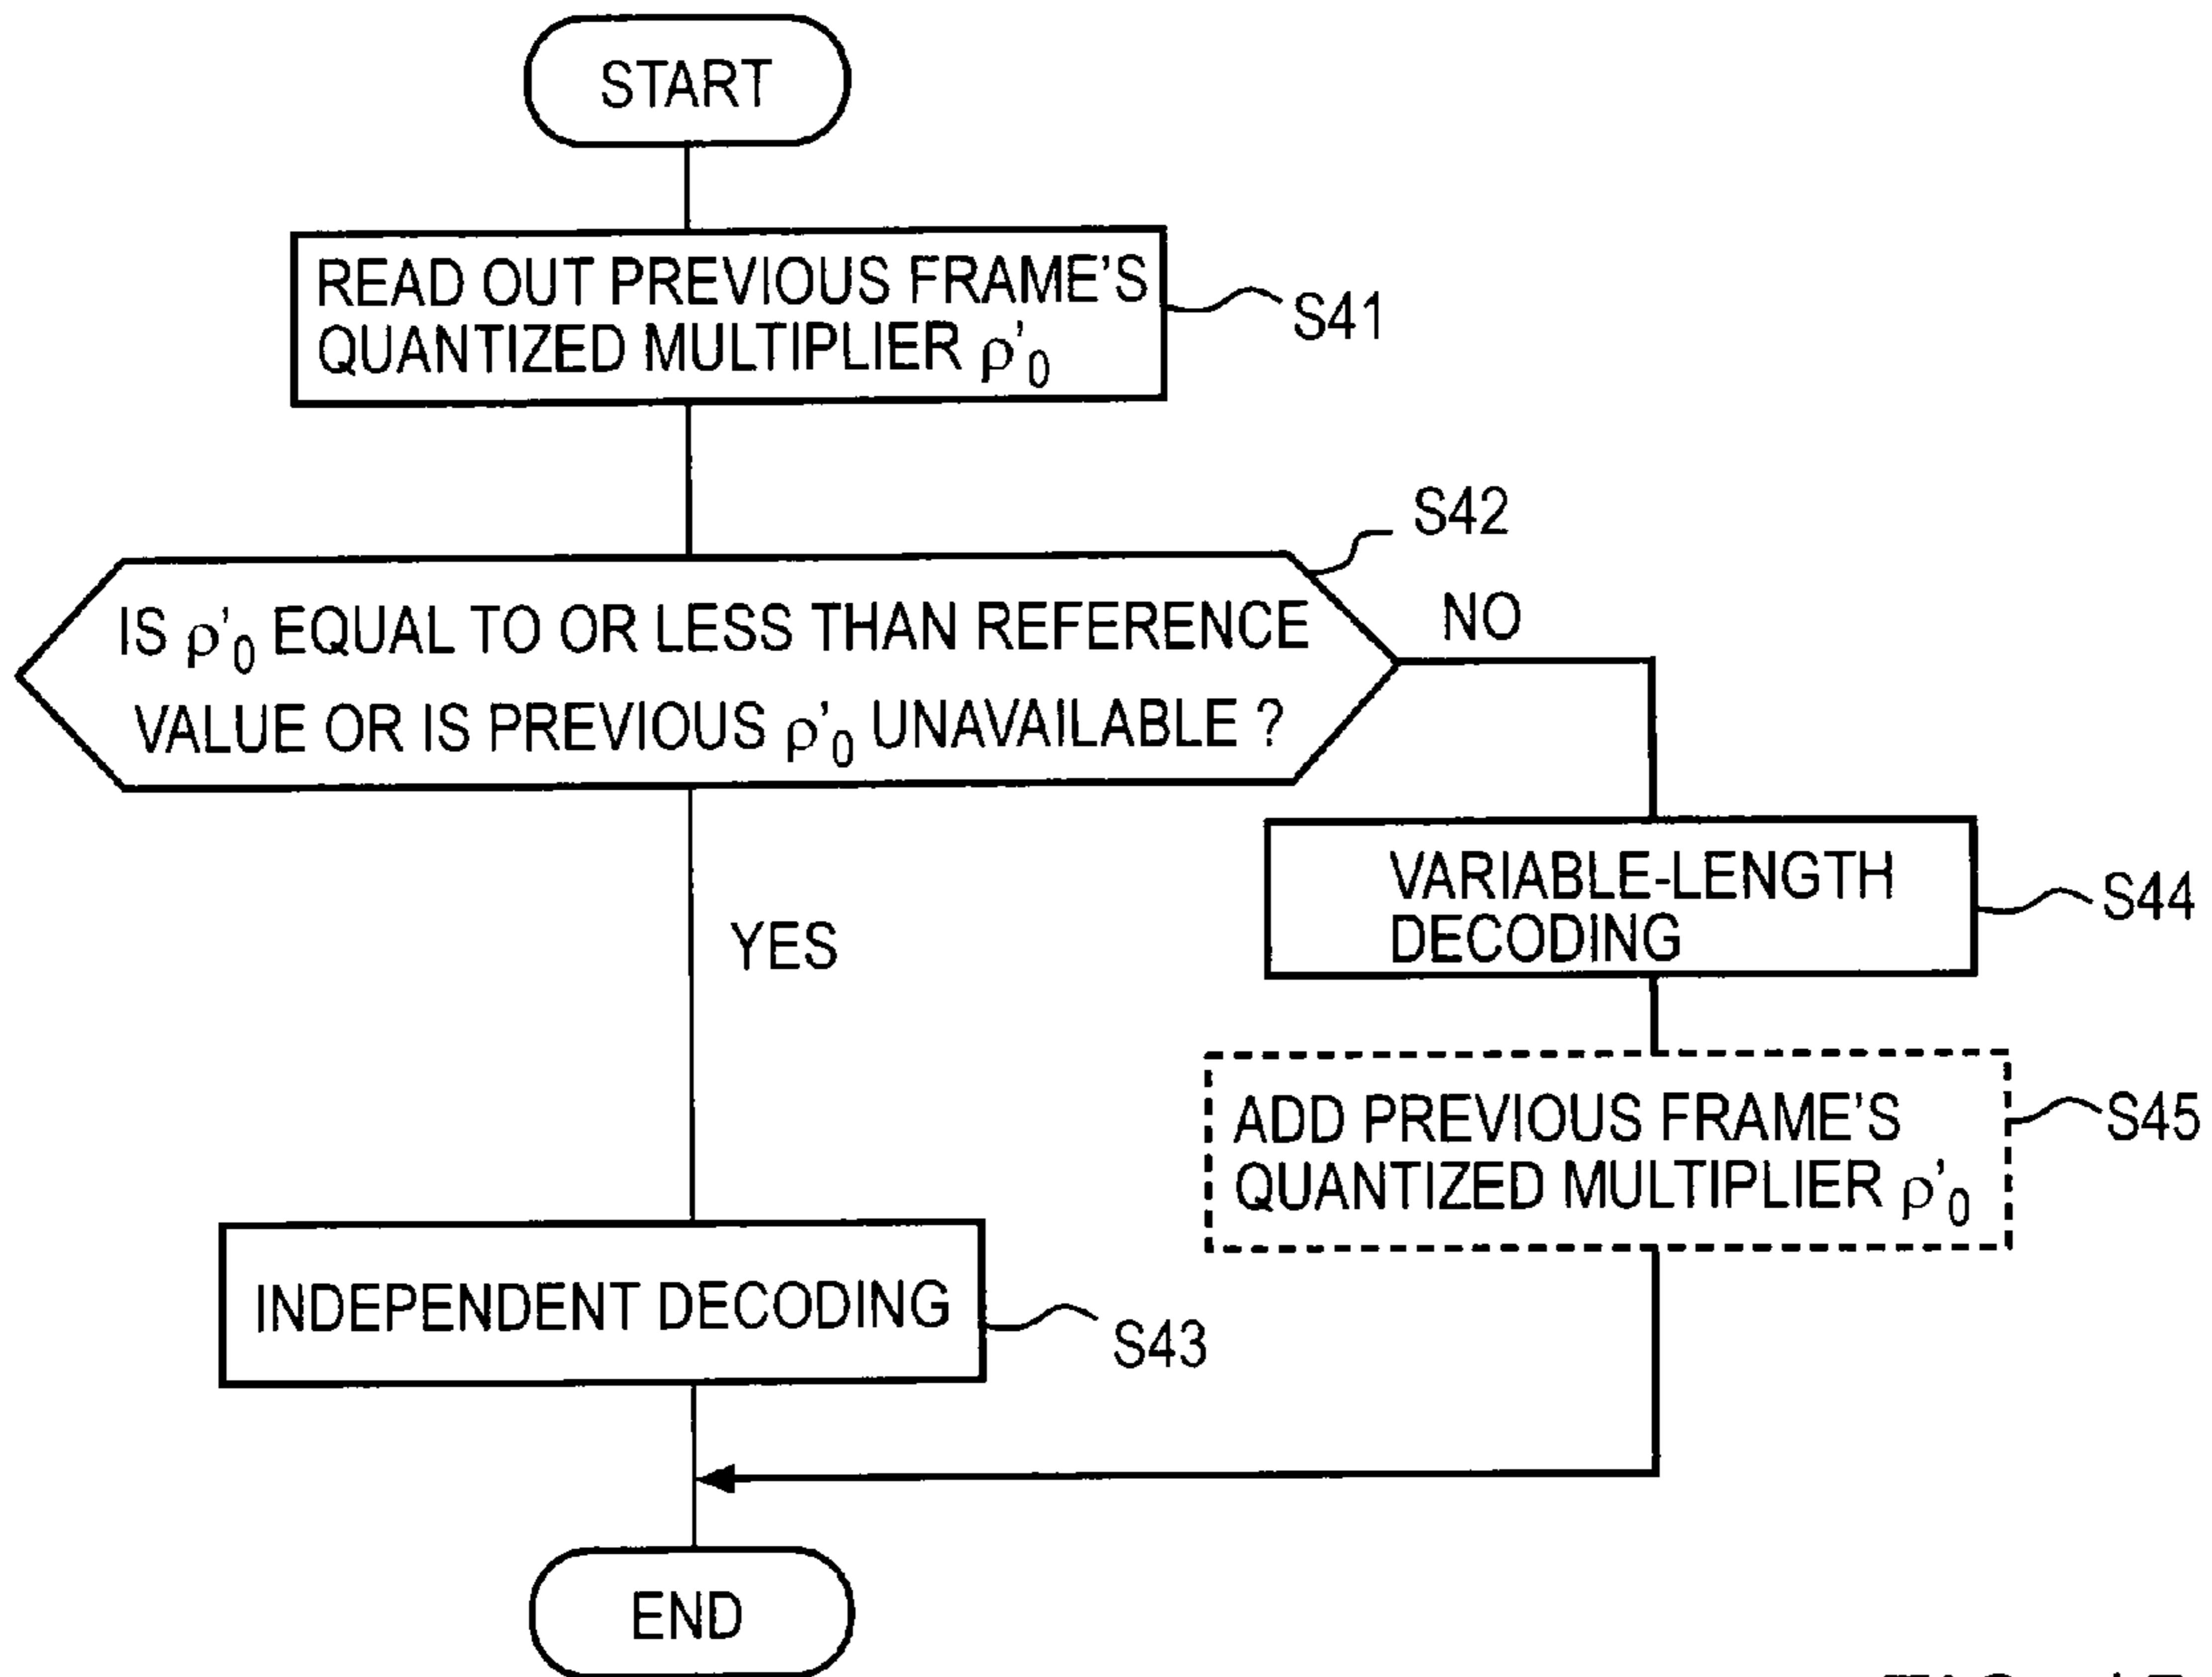 START
READ OUT PREVIOUS FRAME'S
QUANTIZED MULTIPLIER ρ'0
S41
S42
IS ρ'0 EQUAL TO OR LESS THAN REFERENCE
VALUE OR IS PREVIOUS ρ'0 UNAVAILABLE ?
NO
YES
VARIABLE-LENGTH
DECODING
S44
ADD PREVIOUS FRAME'S
QUANTIZED MULTIPLIER ρ'0
S45
INDEPENDENT DECODING
S43
END